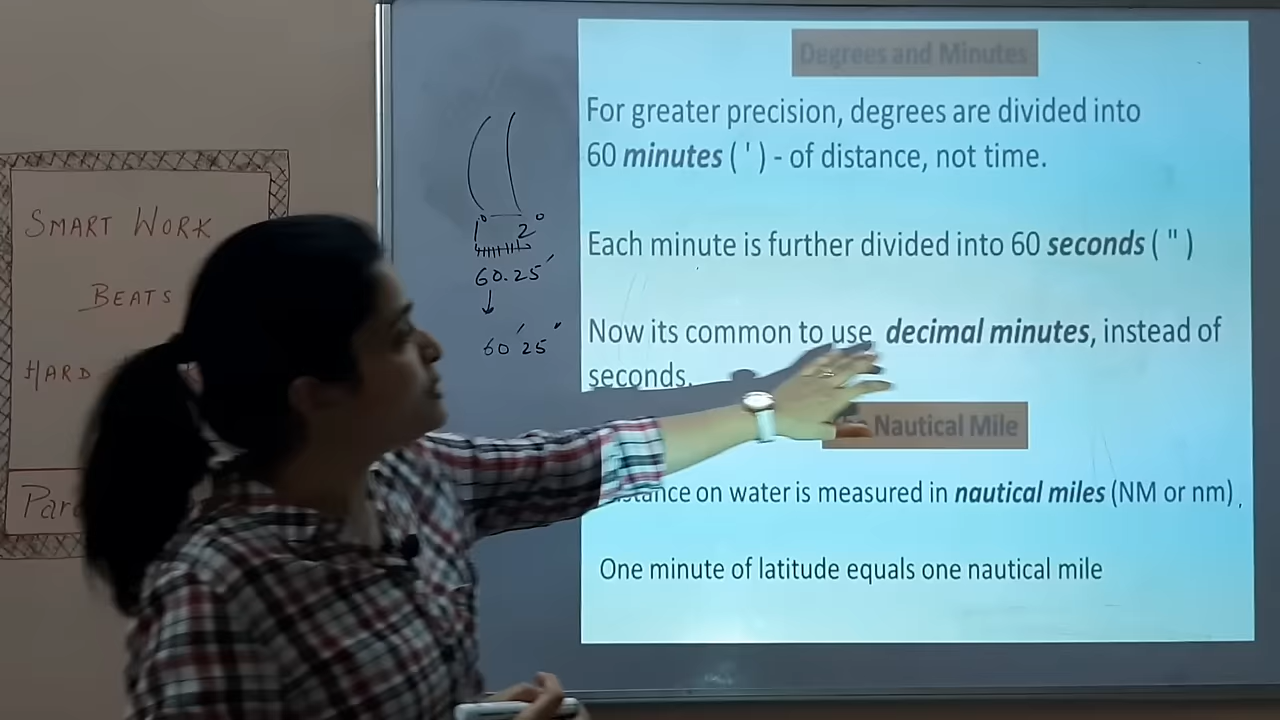 SMART WORK
BEATS
HARD
1° 2°
60.25'
60' 25"
Degrees and Minutes
For greater precision, degrees are divided into
60 minutes ( ' ) - of distance, not time.
Each minute is further divided into 60 seconds ( " )
Now its common to use decimal minutes, instead of
seconds.
Nautical Mile
on water is measured in nautical miles (NM or nm) ,
One minute of latitude equals one nautical mile